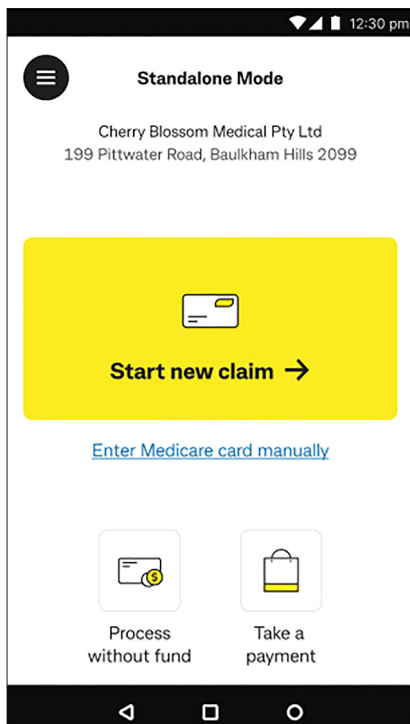 12:30 pm
Standalone Mode
Cherry Blossom Medical Pty Ltd
199 Pittwater Road, Baulkham Hills 2099
Start new claim →
Enter Medicare card manually
$
Process
without fund
Take a
payment